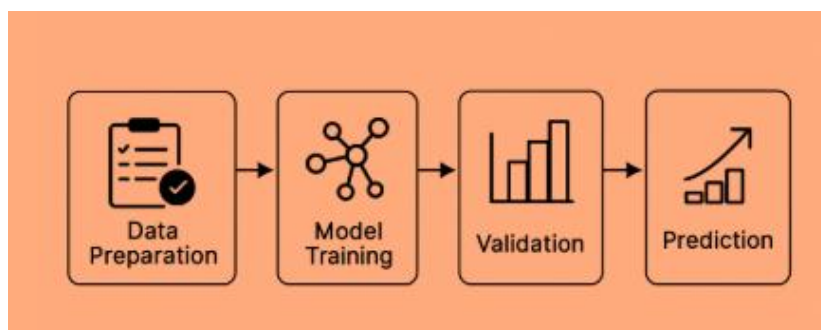 Data
Preparation
Model
Training
Validation
Prediction